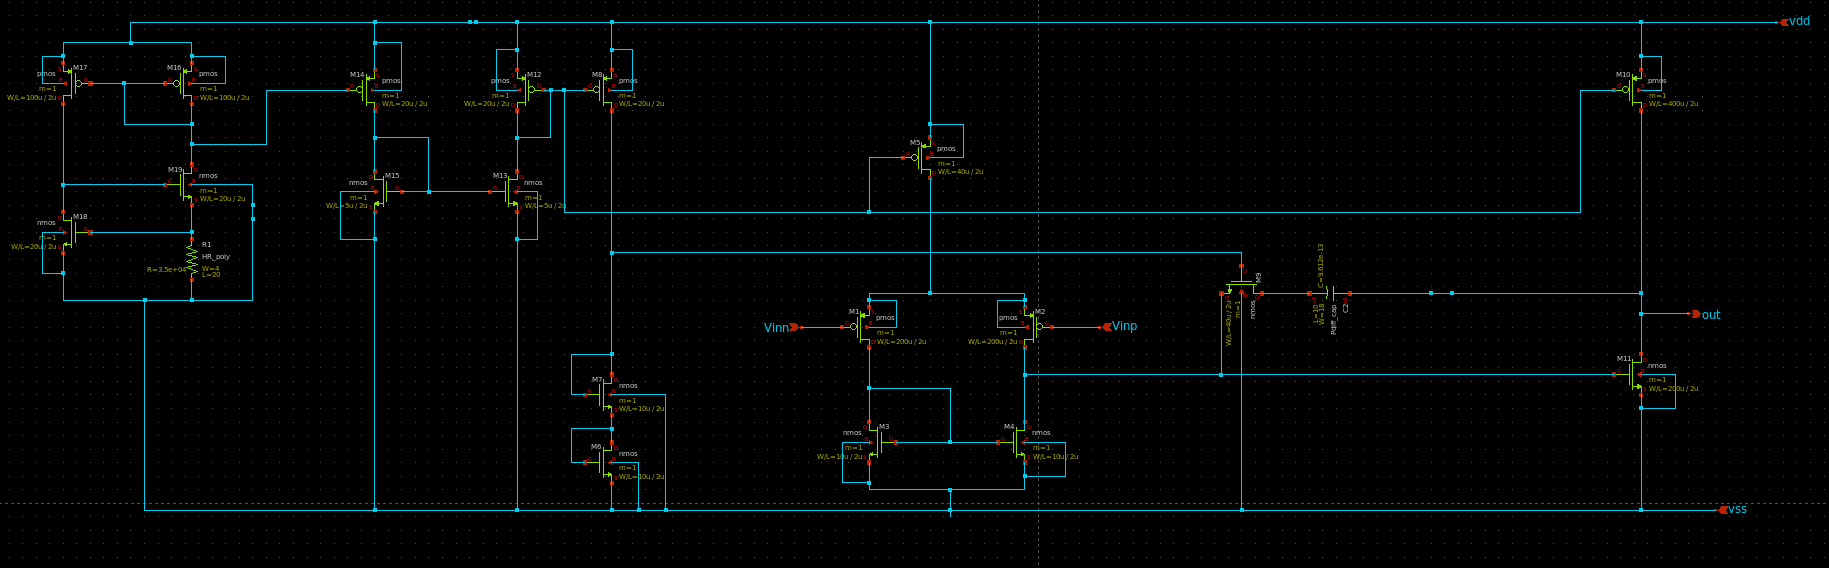 vdd
M17
pmos
m=1
W/L=100u / 2u
M16
pmos
m=1
W/L=100u / 2u
M14
pmos
m=1
W/L=20u / 2u
M12
pmos
m=1
W/L=20u / 2u
M8
pmos
m=1
W/L=20u / 2u
M10
pmos
m=1
W/L=400u / 2u
M5
pmos
m=1
W/L=40u / 2u
M19
nmos
m=1
W/L=20u / 2u
M15
nmos
m=1
W/L=5u / 2u
M13
nmos
m=1
W/L=5u / 2u
M18
nmos
m=1
W/L=20u / 2u
R1
HR_poly
R=3.5e+04
W=4
L=20
M9
nmos
m=1
W/L=40u / 2u
C=9.612e-13
L=10
W=18
Pdiff_cap
C2
Vinn
M1
pmos
m=1
W/L=200u / 2u
M2
pmos
m=1
W/L=200u / 2u
Vinp
out
M11
nmos
m=1
W/L=200u / 2u
M7
nmos
m=1
W/L=10u / 2u
M6
nmos
m=1
W/L=10u / 2u
M3
nmos
m=1
W/L=10u / 2u
M4
nmos
m=1
W/L=10u / 2u
vss